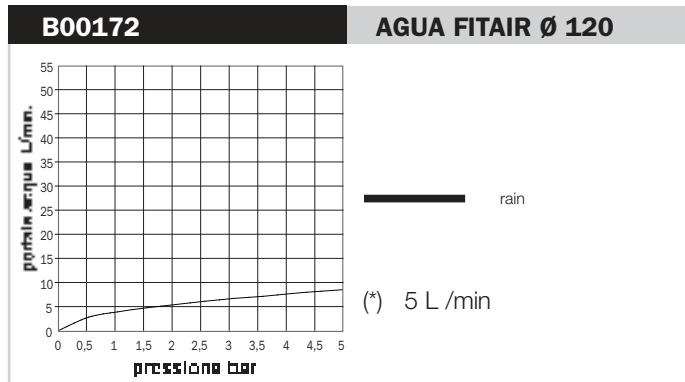 B00172
AGUA FITAIR Ø 120
55
50
45
40
35
30
25
20
15
10
5
0
0 0,5 1 1,5 2 2,5 3 3,5 4 4,5 5
portata acqua L/min.
pressione bar
rain
(*) 5 L /min